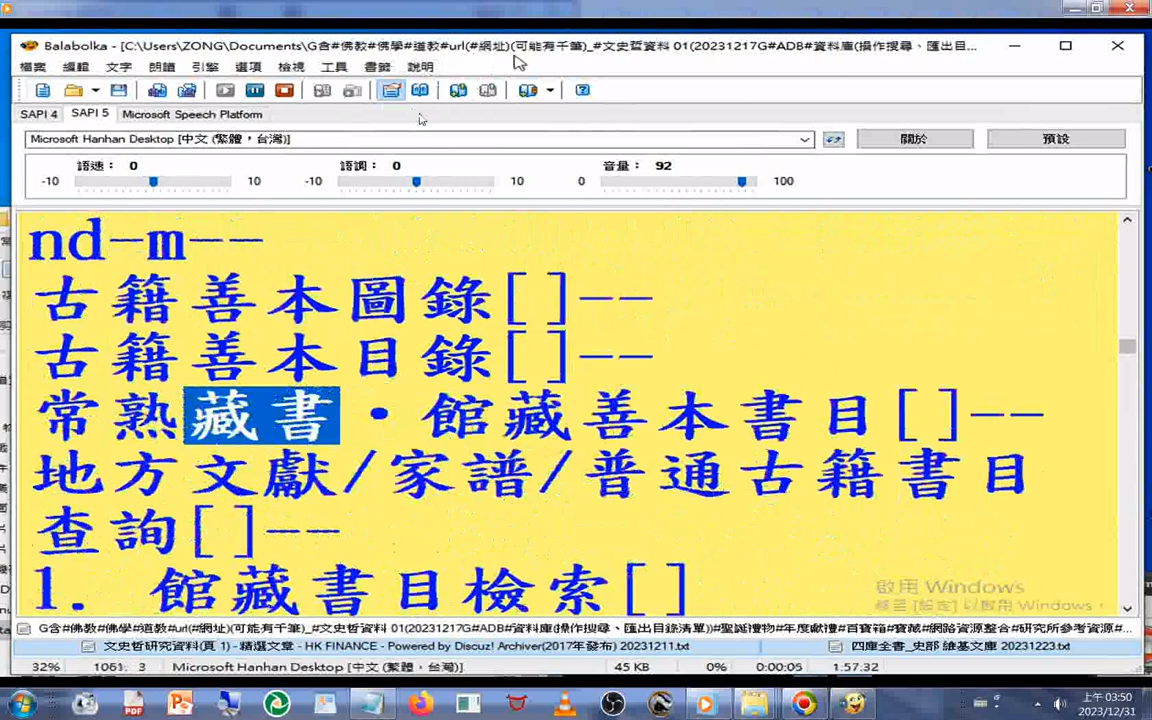 Balabolka - [C:\Users\ZONG\Documents\G含#佛教#佛學#道教#url(#網址)(可能有千筆)_#文史哲資料 01(20231217G#ADB#資料庫(操作搜尋、匯出目...
檔案 編輯 文字 朗讀 引擎 選項 檢視 工具 書籤 說明
SAPI 4 SAPI 5 Microsoft Speech Platform
Microsoft Hanhan Desktop [中文 (繁體，台灣)] 關於 預設
語速： 0 語調： 0 音量： 92
-10 10 -10 10 0 100
nd-m--
古籍善本圖錄[]--
古籍善本目錄[]--
常熟藏書·館藏善本書目[]--
地方文獻/家譜/普通古籍書目
查詢[]--
1. 館藏書目檢索[]
啟用 Windows
移至 [設定] 以啟用 Windows。
G含#佛教#佛學#道教#url(#網址)(可能有千筆)_#文史哲資料 01(20231217G#ADB#資料庫(操作搜尋、匯出目錄清單))#聖誕禮物#年度獻禮#百寶箱#寶藏#網路資源整合#研究所參考資源#...
文史哲研究資料(頁 1) - 精選文章 - HK FINANCE - Powered by Discuz! Archiver(2017年發布) 20231211.txt 四庫全書_史部 維基文庫 20231223.txt
32% 1061: 3 Microsoft Hanhan Desktop [中文 (繁體，台灣)] 45 KB 0% 0:00:05 1:57:32
上午 03:50
2023/12/31